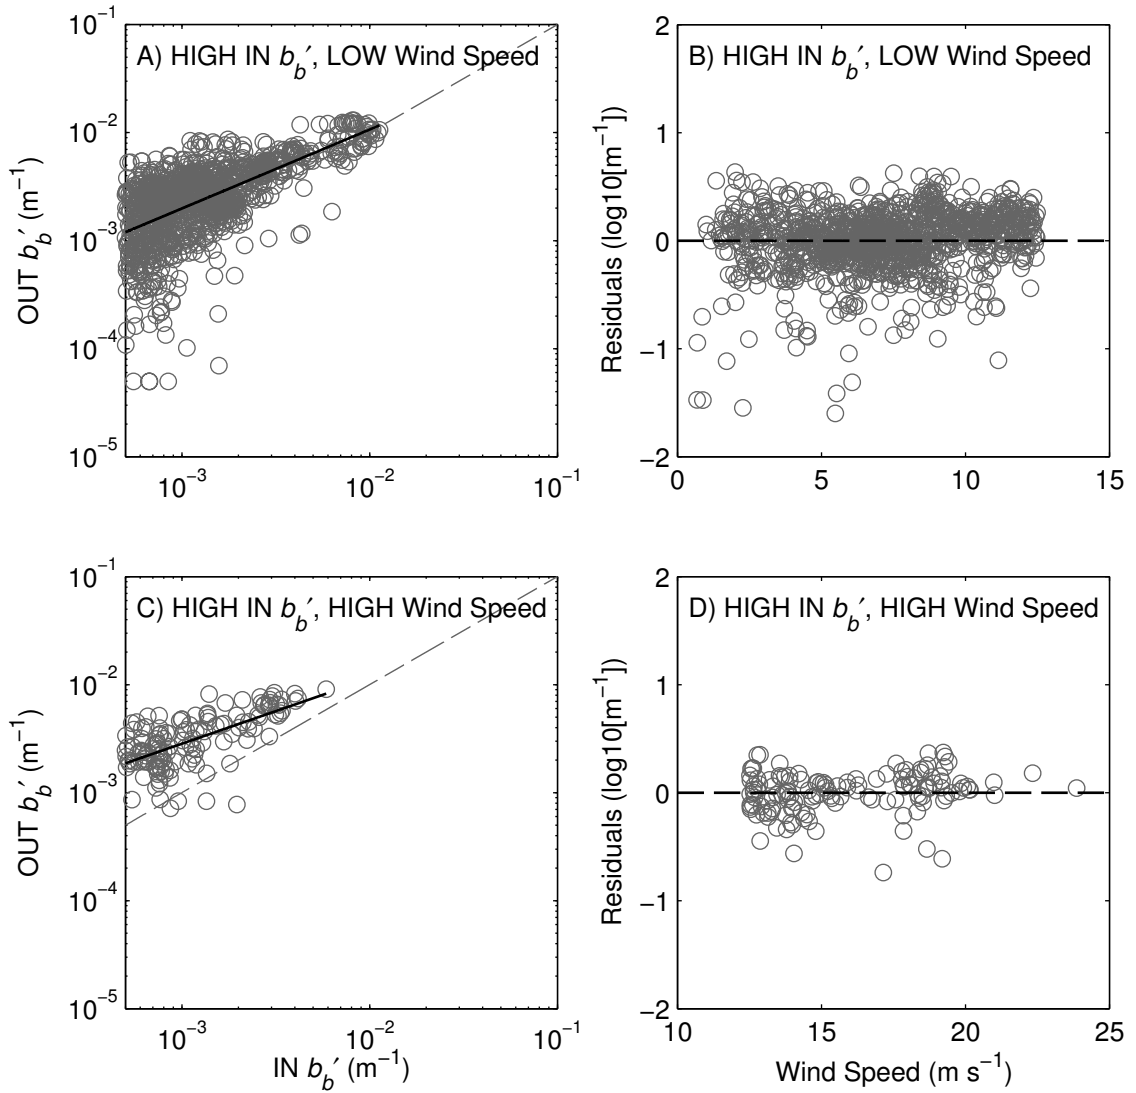 A) HIGH IN b_b′, LOW Wind Speed
10⁻¹
10⁻²
10⁻³
10⁻⁴
10⁻⁵
OUT b_b′ (m⁻¹)
10⁻³ 10⁻² 10⁻¹
B) HIGH IN b_b′, LOW Wind Speed
2
1
0
−1
−2
Residuals (log10[m⁻¹])
0 5 10 15
C) HIGH IN b_b′, HIGH Wind Speed
10⁻¹
10⁻²
10⁻³
10⁻⁴
10⁻⁵
OUT b_b′ (m⁻¹)
10⁻³ 10⁻² 10⁻¹
IN b_b′ (m⁻¹)
D) HIGH IN b_b′, HIGH Wind Speed
2
1
0
−1
−2
Residuals (log10[m⁻¹])
10 15 20 25
Wind Speed (m s⁻¹)